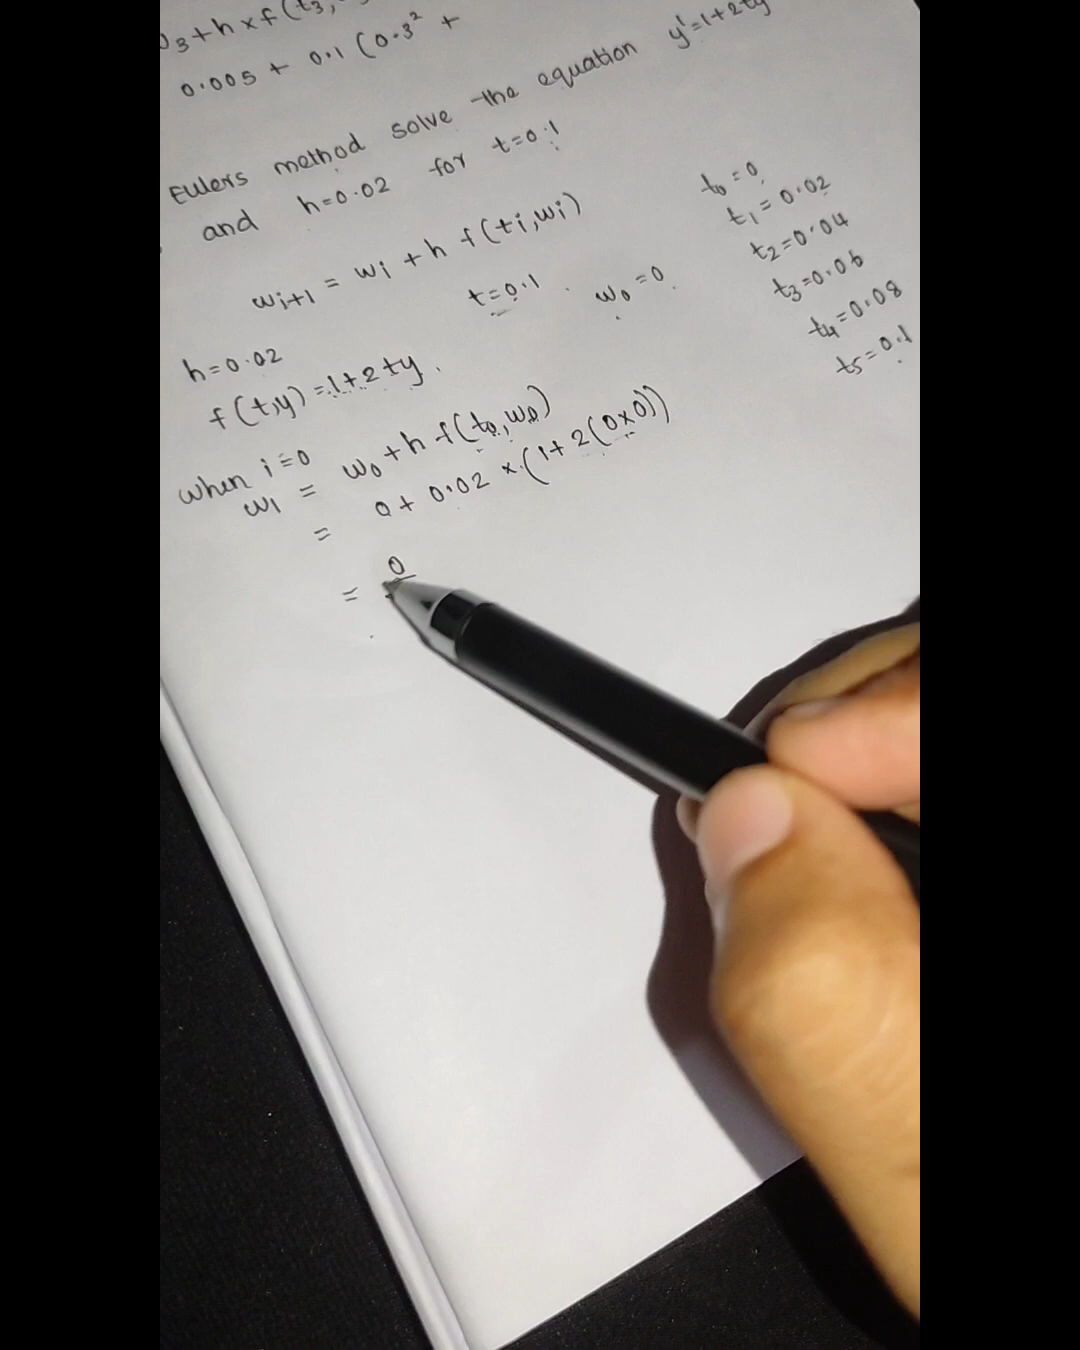 3+h×f(t3,
0.005 + 0.1 (0.3² +
Eulers method solve the equation y'=1+2ty
and h=0.02 for t=0.1
wi+1 = wi + h f(ti,wi)
t0=0
t1=0.02
t2=0.04
t3=0.06
t4=0.08
t5=0.1
h=0.02 t=0.1 w0=0
f(t,y)=1+2ty.
when i=0
w1 = w0+h f(t0,w0)
= 0+ 0.02 ×(1+2(0×0))
= 0